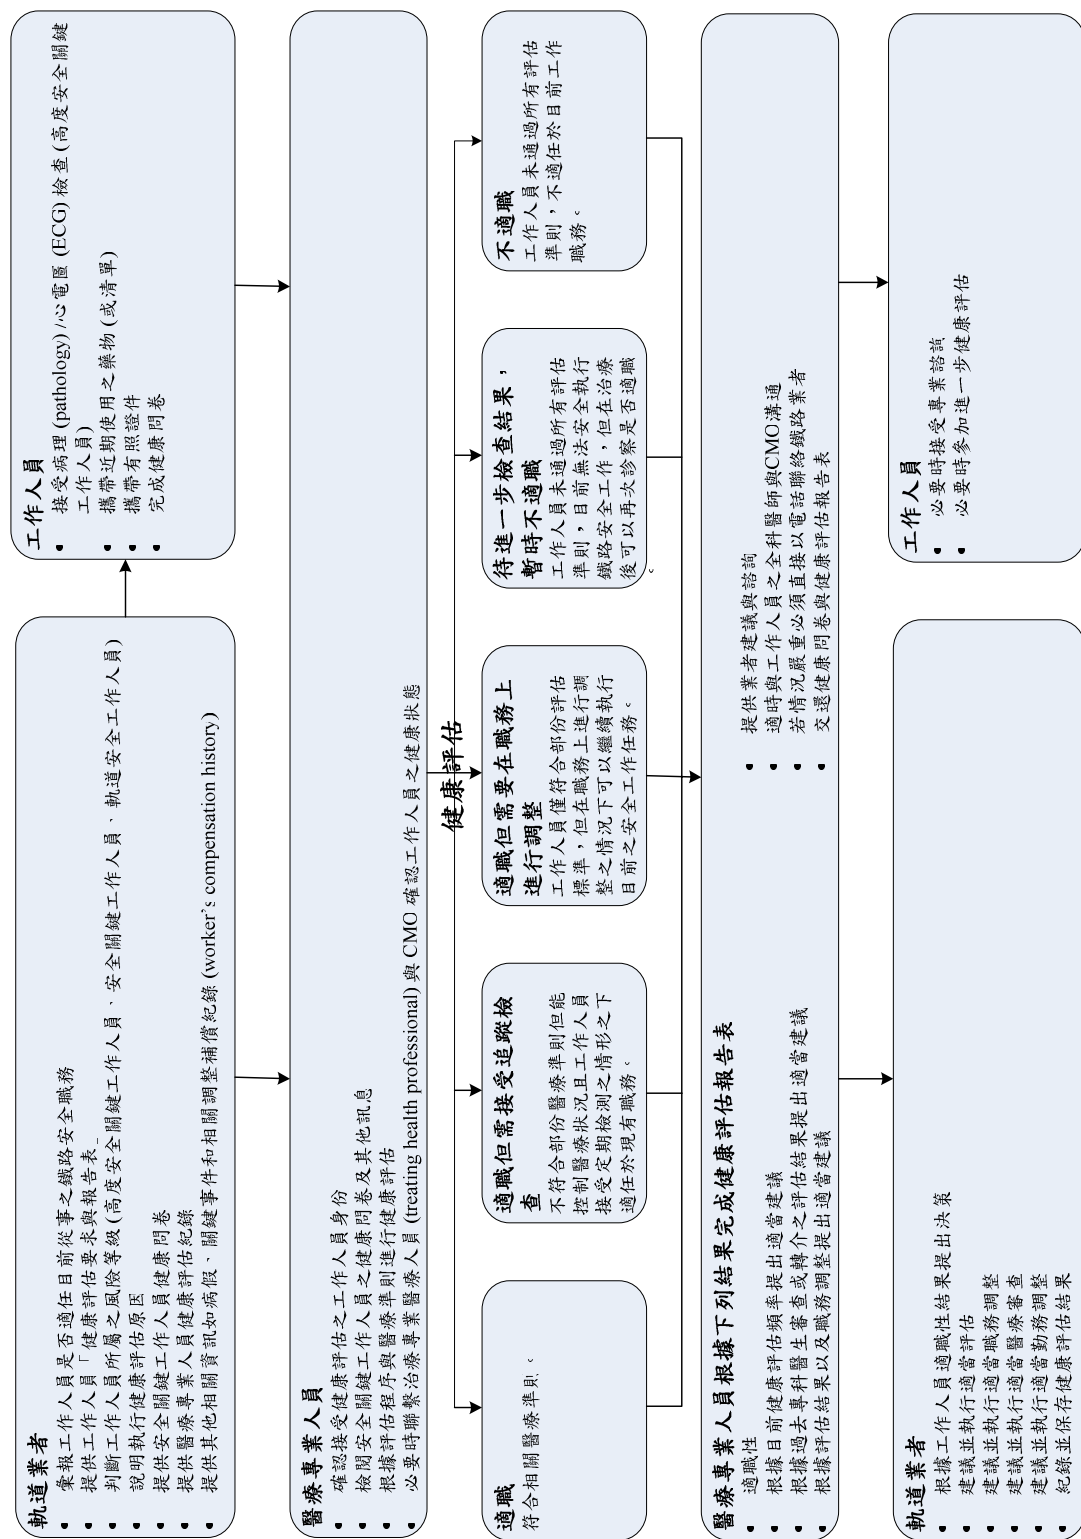 軌道業者
• 彙報工作人員是否適任目前從事之鐵路安全職務
• 提供工作人員「健康評估要求與報告表_
• 判斷工作人員所屬之風險等級(高度安全關鍵工作人員、安全關鍵工作人員、軌道安全工作人員)
• 說明執行健康評估原因
• 提供安全關鍵工作人員健康問卷
• 提供醫療專業人員健康評估紀錄
• 提供其他相關資訊如病假、關鍵事件和相關調整補償紀錄 (worker's compensation history)
工作人員
• 接受病理 (pathology) /心電圖 (ECG) 檢查 (高度安全關鍵
工作人員)
• 攜帶近期使用之藥物 (或清單)
• 攜帶有照證件
• 完成健康問卷
醫療專業人員
• 確認接受健康評估之工作人員身份
• 檢閱安全關鍵工作人員之健康問卷及其他訊息
• 根據評估程序與醫療準則進行健康評估
• 必要時聯繫治療專業醫療人員 (treating health professional) 與 CMO 確認工作人員之健康狀態
健康評估
適職
符合相關醫療準則。
適職但需接受追蹤檢
查
不符合部份醫療準則但能
控制醫療狀況且工作人員
接受定期檢測之情形之下
適任於現有職務。
適職但需要在職務上
進行調整
工作人員僅符合部份評估
標準，但在職務上進行調
整之情況下可以繼續執行
目前之安全工作任務。
待進一步檢查結果，
暫時不適職
工作人員未通過所有評估
準則，目前無法安全執行
鐵路安全工作，但在治療
後可以再次診察是否適職
。
不適職
工作人員未通過所有評估
準則，不適任於目前工作
職務。
醫療專業人員根據下列結果完成健康評估報告表
• 適職性
• 根據目前健康評估頻率提出適當建議
• 根據過去專科醫生審查或轉介之評估結果提出適當建議
• 根據評估結果以及職務調整提出適當建議
• 提供業者建議與諮詢
• 適時與工作人員之全科醫師與CMO溝通
• 若情況嚴重必須直接以電話聯絡鐵路業者
• 交還健康問卷與健康評估報告表
軌道業者
• 根據工作人員適職性結果提出決策
• 建議並執行適當評估
• 建議並執行適當職務調整
• 建議並執行適當醫療審查
• 建議並執行適當勤務調整
• 紀錄並保存健康評估結果
工作人員
• 必要時接受專業諮詢
• 必要時參加進一步健康評估